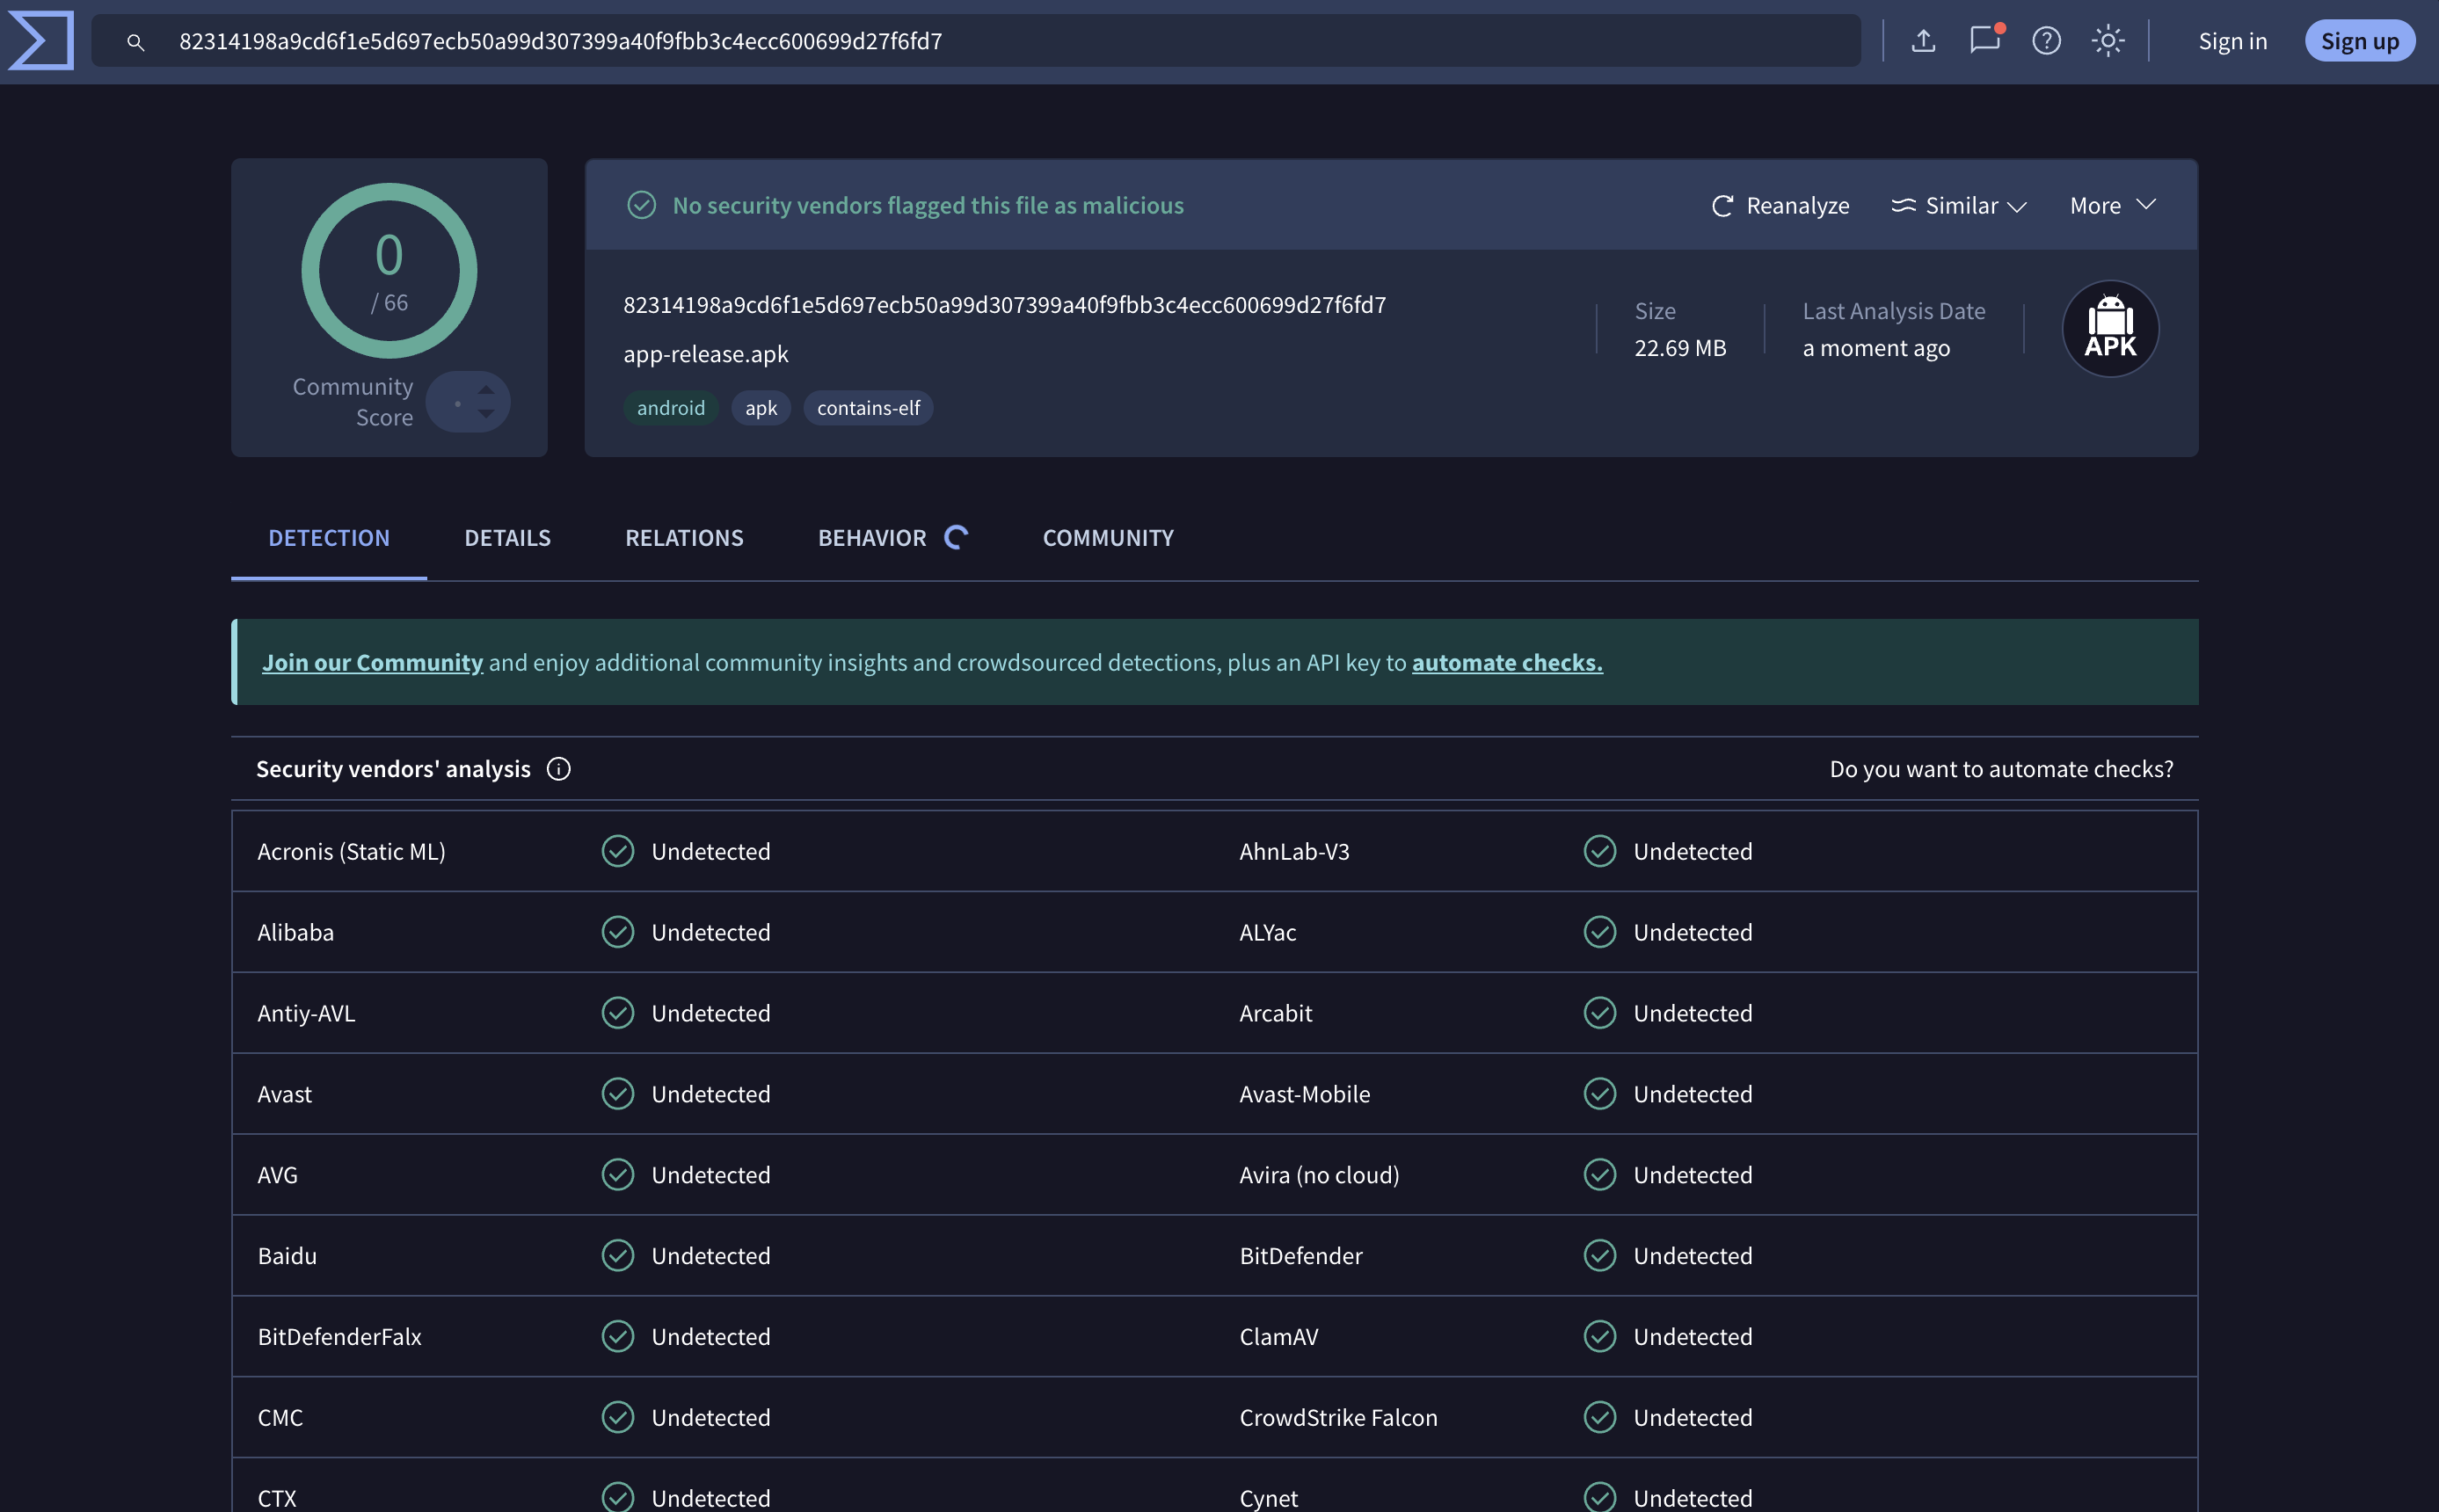 82314198a9cd6f1e5d697ecb50a99d307399a40f9fbb3c4ecc600699d27f6fd7
Sign in
Sign up
0
/ 66
Community
Score
No security vendors flagged this file as malicious
Reanalyze
Similar
More
82314198a9cd6f1e5d697ecb50a99d307399a40f9fbb3c4ecc600699d27f6fd7
app-release.apk
android
apk
contains-elf
Size
22.69 MB
Last Analysis Date
a moment ago
APK
DETECTION
DETAILS
RELATIONS
BEHAVIOR
COMMUNITY
Join our Community and enjoy additional community insights and crowdsourced detections, plus an API key to automate checks.
Security vendors' analysis
Do you want to automate checks?
Acronis (Static ML) Undetected AhnLab-V3 Undetected
Alibaba Undetected ALYac Undetected
Antiy-AVL Undetected Arcabit Undetected
Avast Undetected Avast-Mobile Undetected
AVG Undetected Avira (no cloud) Undetected
Baidu Undetected BitDefender Undetected
BitDefenderFalx Undetected ClamAV Undetected
CMC Undetected CrowdStrike Falcon Undetected
CTX Undetected Cynet Undetected